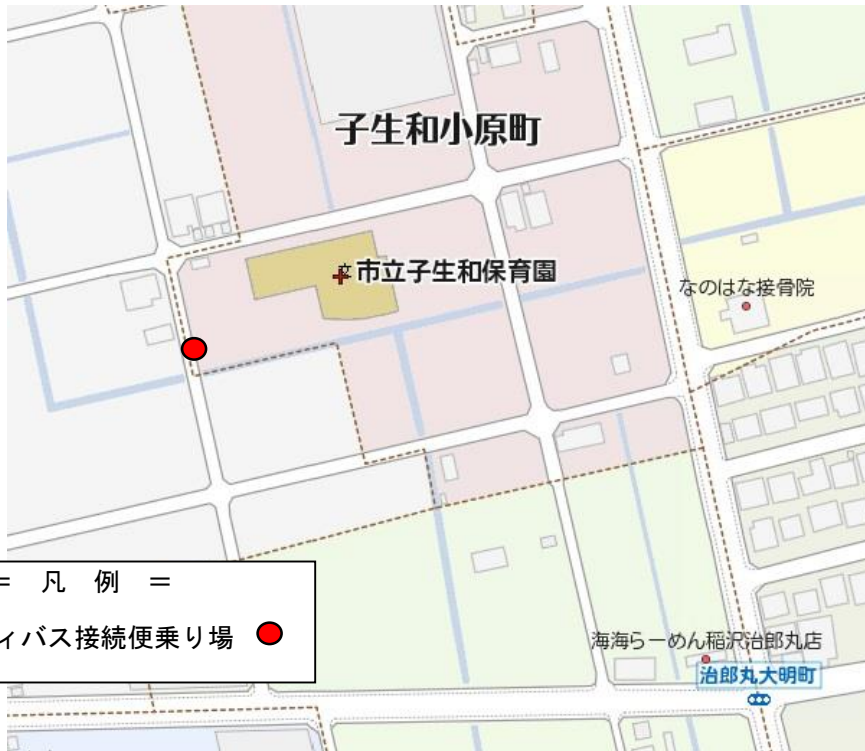 子生和小原町
市立子生和保育園
なのはな接骨院
= 凡 例 =
ィバス接続便乗り場
海海らーめん稲沢治郎丸店
治郎丸大明町